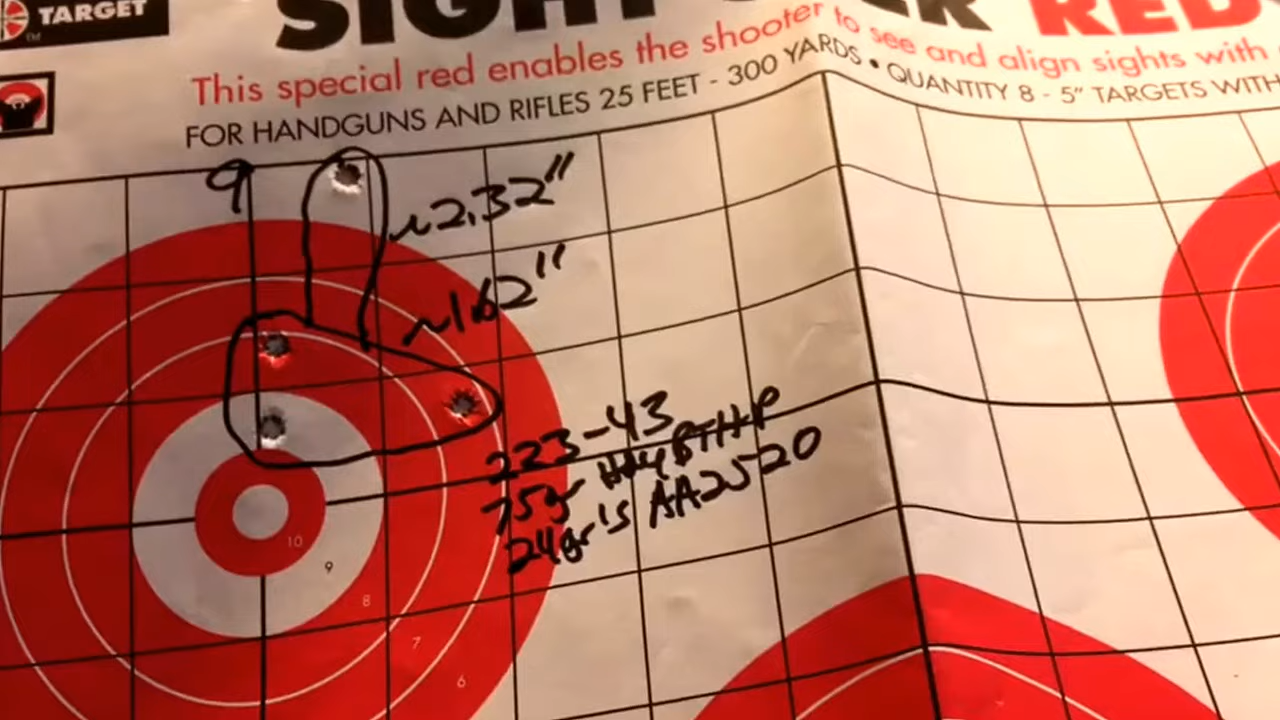 TARGET
RED
This special red enables the shooter to see and align sights with
FOR HANDGUNS AND RIFLES 25 FEET - 300 YARDS • QUANTITY 8 - 5" TARGETS WITH
9
~2.32"
~1.62"
223-43
75gr Hdy BTHP
24gr's AA2520
10
9
8
7
6